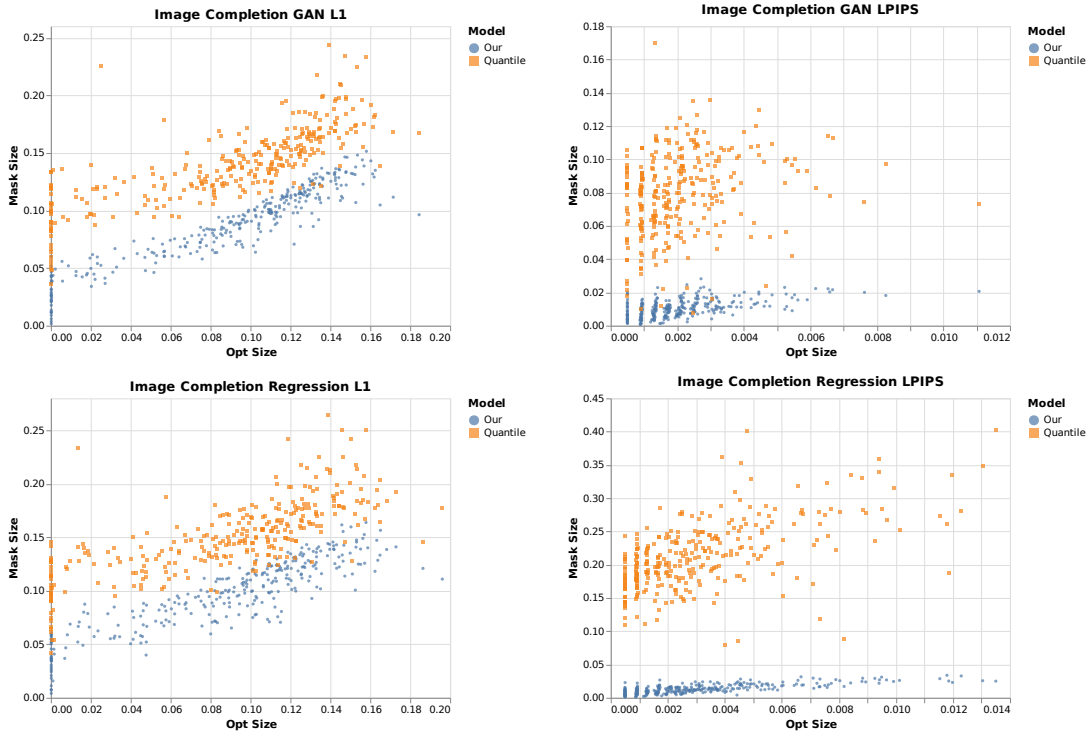 Image Completion GAN L1
Mask Size
0.25
0.20
0.15
0.10
0.05
0.00
0.00 0.02 0.04 0.06 0.08 0.10 0.12 0.14 0.16 0.18 0.20
Opt Size
Model
Our
Quantile
Image Completion GAN LPIPS
Mask Size
0.18
0.16
0.14
0.12
0.10
0.08
0.06
0.04
0.02
0.00
0.000 0.002 0.004 0.006 0.008 0.010 0.012
Opt Size
Model
Our
Quantile
Image Completion Regression L1
Mask Size
0.25
0.20
0.15
0.10
0.05
0.00
0.00 0.02 0.04 0.06 0.08 0.10 0.12 0.14 0.16 0.18 0.20
Opt Size
Model
Our
Quantile
Image Completion Regression LPIPS
Mask Size
0.45
0.40
0.35
0.30
0.25
0.20
0.15
0.10
0.05
0.00
0.000 0.002 0.004 0.006 0.008 0.010 0.012 0.014
Opt Size
Model
Our
Quantile